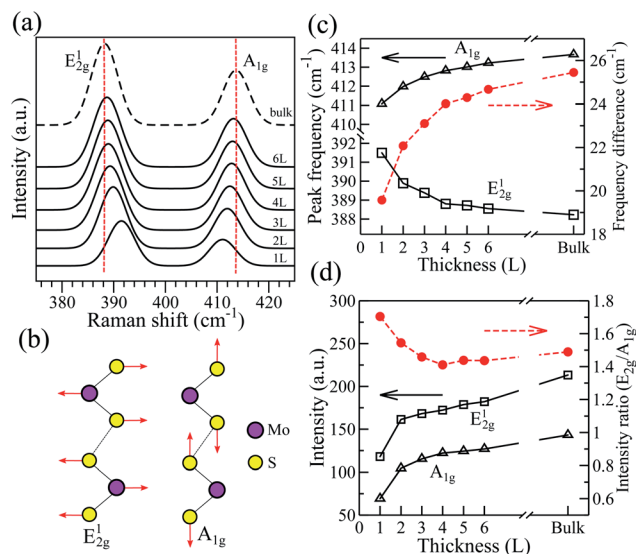 (a)
E¹₂g
A₁g
bulk
6L
5L
4L
3L
2L
1L
Intensity (a.u.)
380 390 400 410 420
Raman shift (cm⁻¹)
(b)
Mo
S
E¹₂g
A₁g
(c)
A₁g
E¹₂g
414
413
412
411
392
391
390
389
388
Peak frequency (cm⁻¹)
26
24
22
20
18
Frequency difference (cm⁻¹)
0 1 2 3 4 5 6 Bulk
Thickness (L)
(d)
300
250
200
150
100
50
Intensity (a.u.)
E¹₂g
A₁g
1.8
1.6
1.4
1.2
1
0.8
0.6
Intensity ratio (E₂g/A₁g)
0 1 2 3 4 5 6 Bulk
Thickness (L)